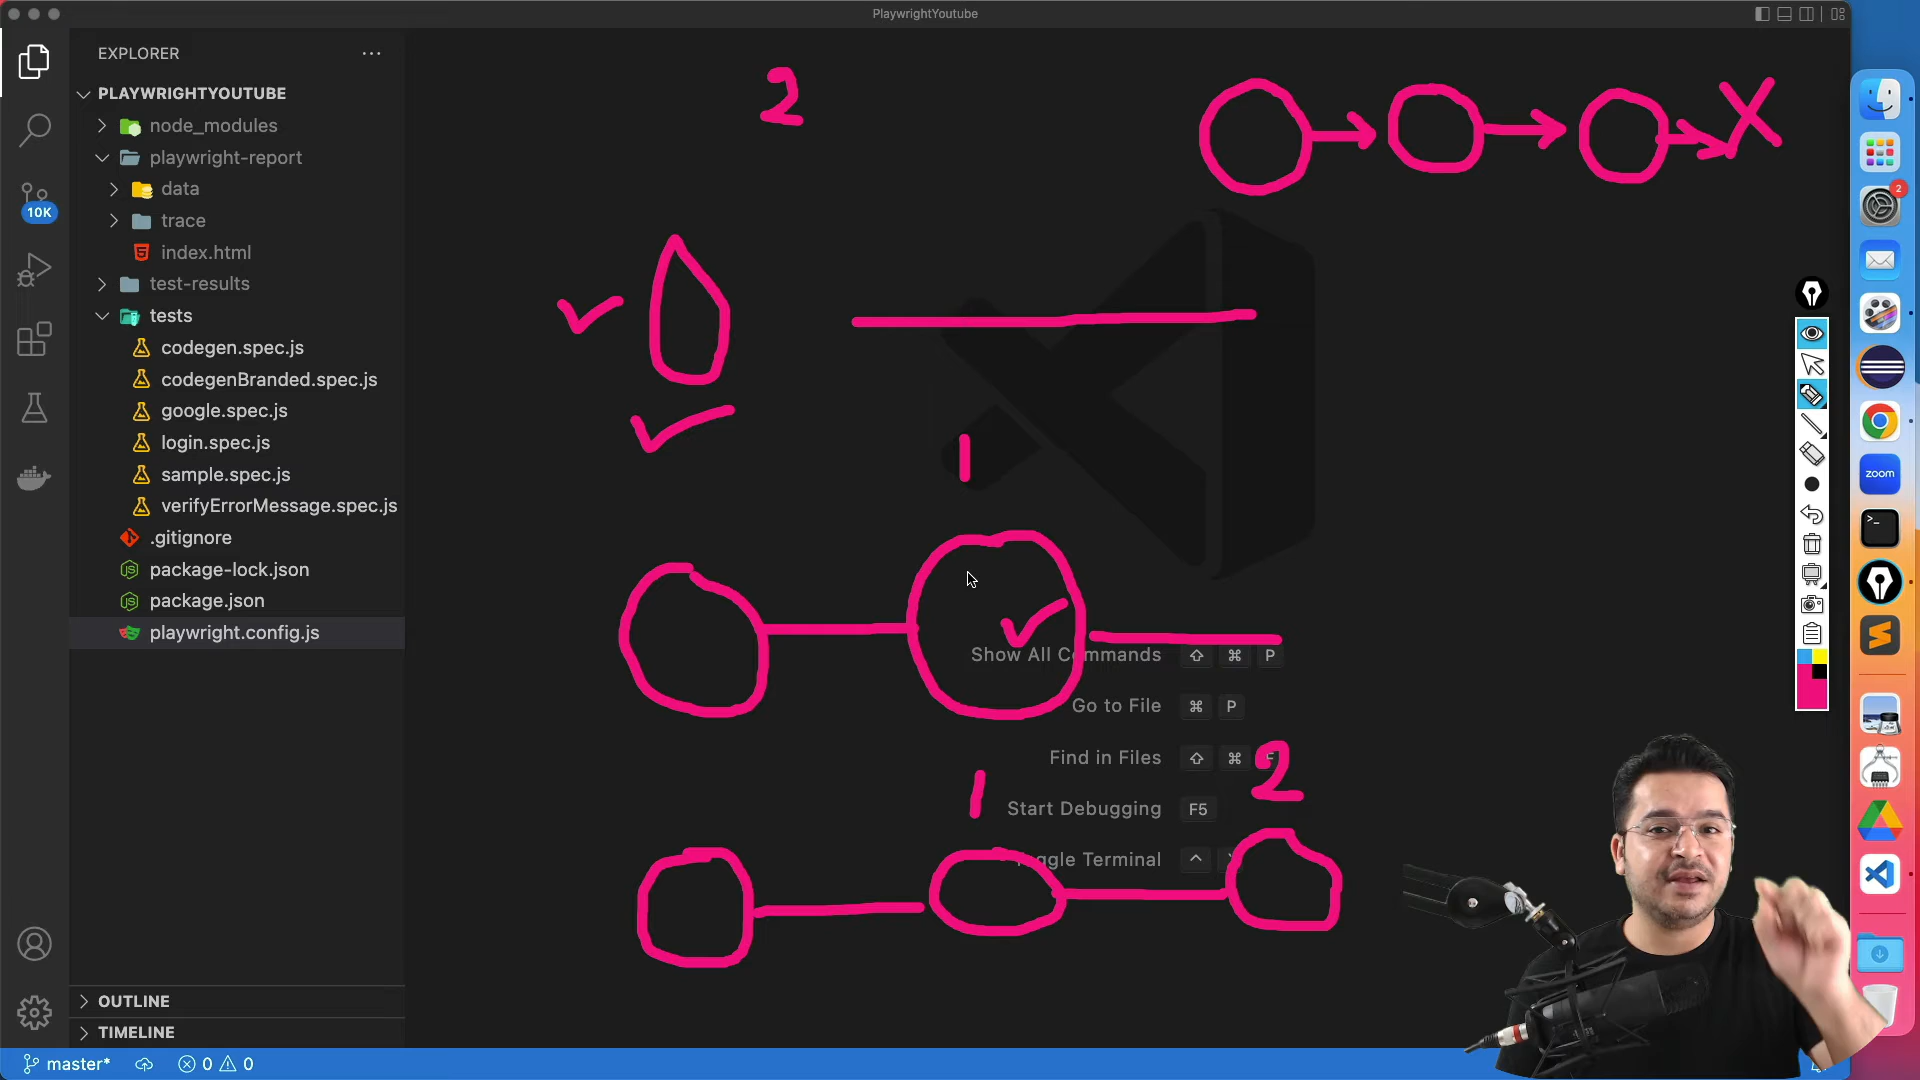 PlaywrightYoutube
EXPLORER
PLAYWRIGHTYOUTUBE
node_modules
playwright-report
data
trace
index.html
test-results
tests
codegen.spec.js
codegenBranded.spec.js
google.spec.js
login.spec.js
sample.spec.js
verifyErrorMessage.spec.js
.gitignore
package-lock.json
package.json
playwright.config.js
OUTLINE
TIMELINE
10K
master*
0
0
2
X
1
Show All Commands ⇧ ⌘ P
Go to File ⌘ P
Find in Files ⇧ ⌘
2
1
Start Debugging F5
Toggle Terminal ^
2
zoom